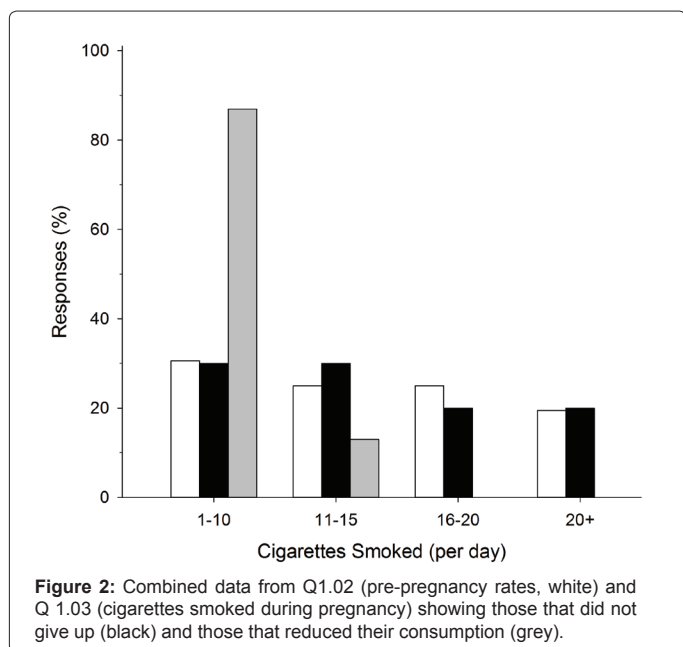 100
80
60
40
20
0
Responses (%)
1-10 11-15 16-20 20+
Cigarettes Smoked (per day)
Figure 2: Combined data from Q1.02 (pre-pregnancy rates, white) and
Q 1.03 (cigarettes smoked during pregnancy) showing those that did not
give up (black) and those that reduced their consumption (grey).